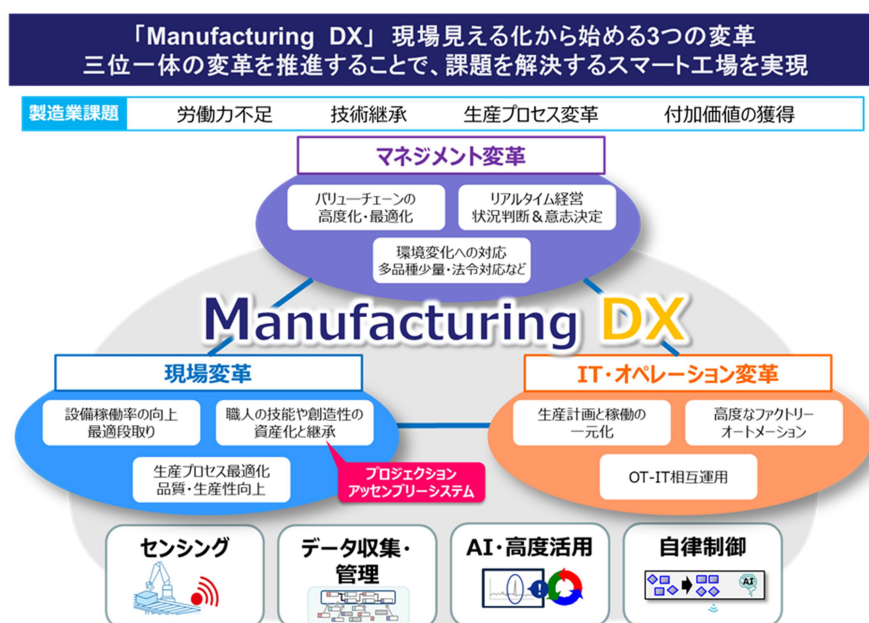 「Manufacturing DX」 現場見える化から始める3つの変革
三位一体の変革を推進することで、課題を解決するスマート工場を実現
製造業課題 労働力不足 技術継承 生産プロセス変革 付加価値の獲得
マネジメント変革
バリューチェーンの
高度化・最適化
リアルタイム経営
状況判断&意志決定
環境変化への対応
多品種少量・法令対応など
Manufacturing DX
現場変革
設備稼働率の向上
最適段取り
職人の技能や創造性の
資産化と継承
生産プロセス最適化
品質・生産性向上
プロジェクション
アッセンブリーシステム
IT・オペレーション変革
生産計画と稼働の
一元化
高度なファクトリー
オートメーション
OT-IT相互運用
センシング
データ収集・
管理
AI・高度活用
自律制御
AI